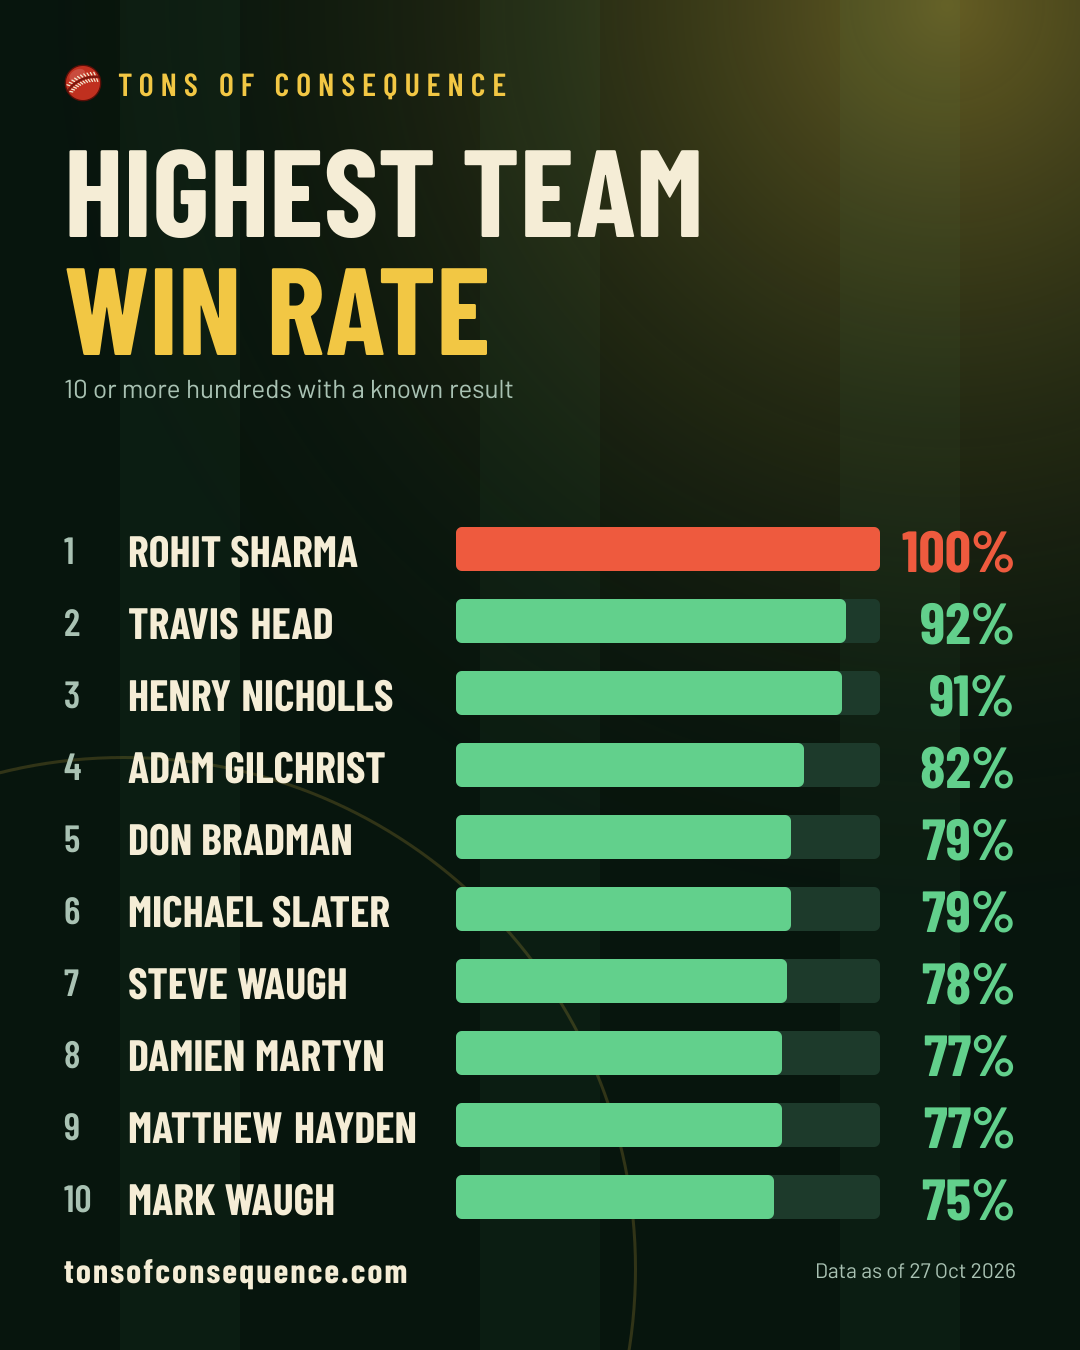 TONS OF CONSEQUENCE
HIGHEST TEAM
WIN RATE
10 or more hundreds with a known result
1 ROHIT SHARMA 100%
2 TRAVIS HEAD 92%
3 HENRY NICHOLLS 91%
4 ADAM GILCHRIST 82%
5 DON BRADMAN 79%
6 MICHAEL SLATER 79%
7 STEVE WAUGH 78%
8 DAMIEN MARTYN 77%
9 MATTHEW HAYDEN 77%
10 MARK WAUGH 75%
tonsofconsequence.com Data as of 27 Oct 2026